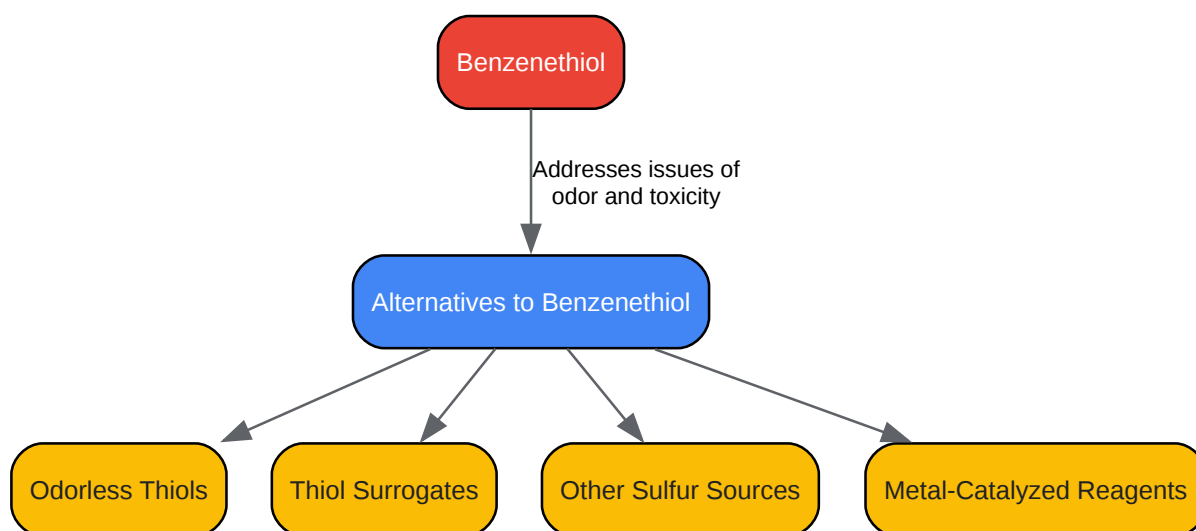 Benzenethiol
Addresses issues of
odor and toxicity
Alternatives to Benzenethiol
Odorless Thiols
Thiol Surrogates
Other Sulfur Sources
Metal-Catalyzed Reagents